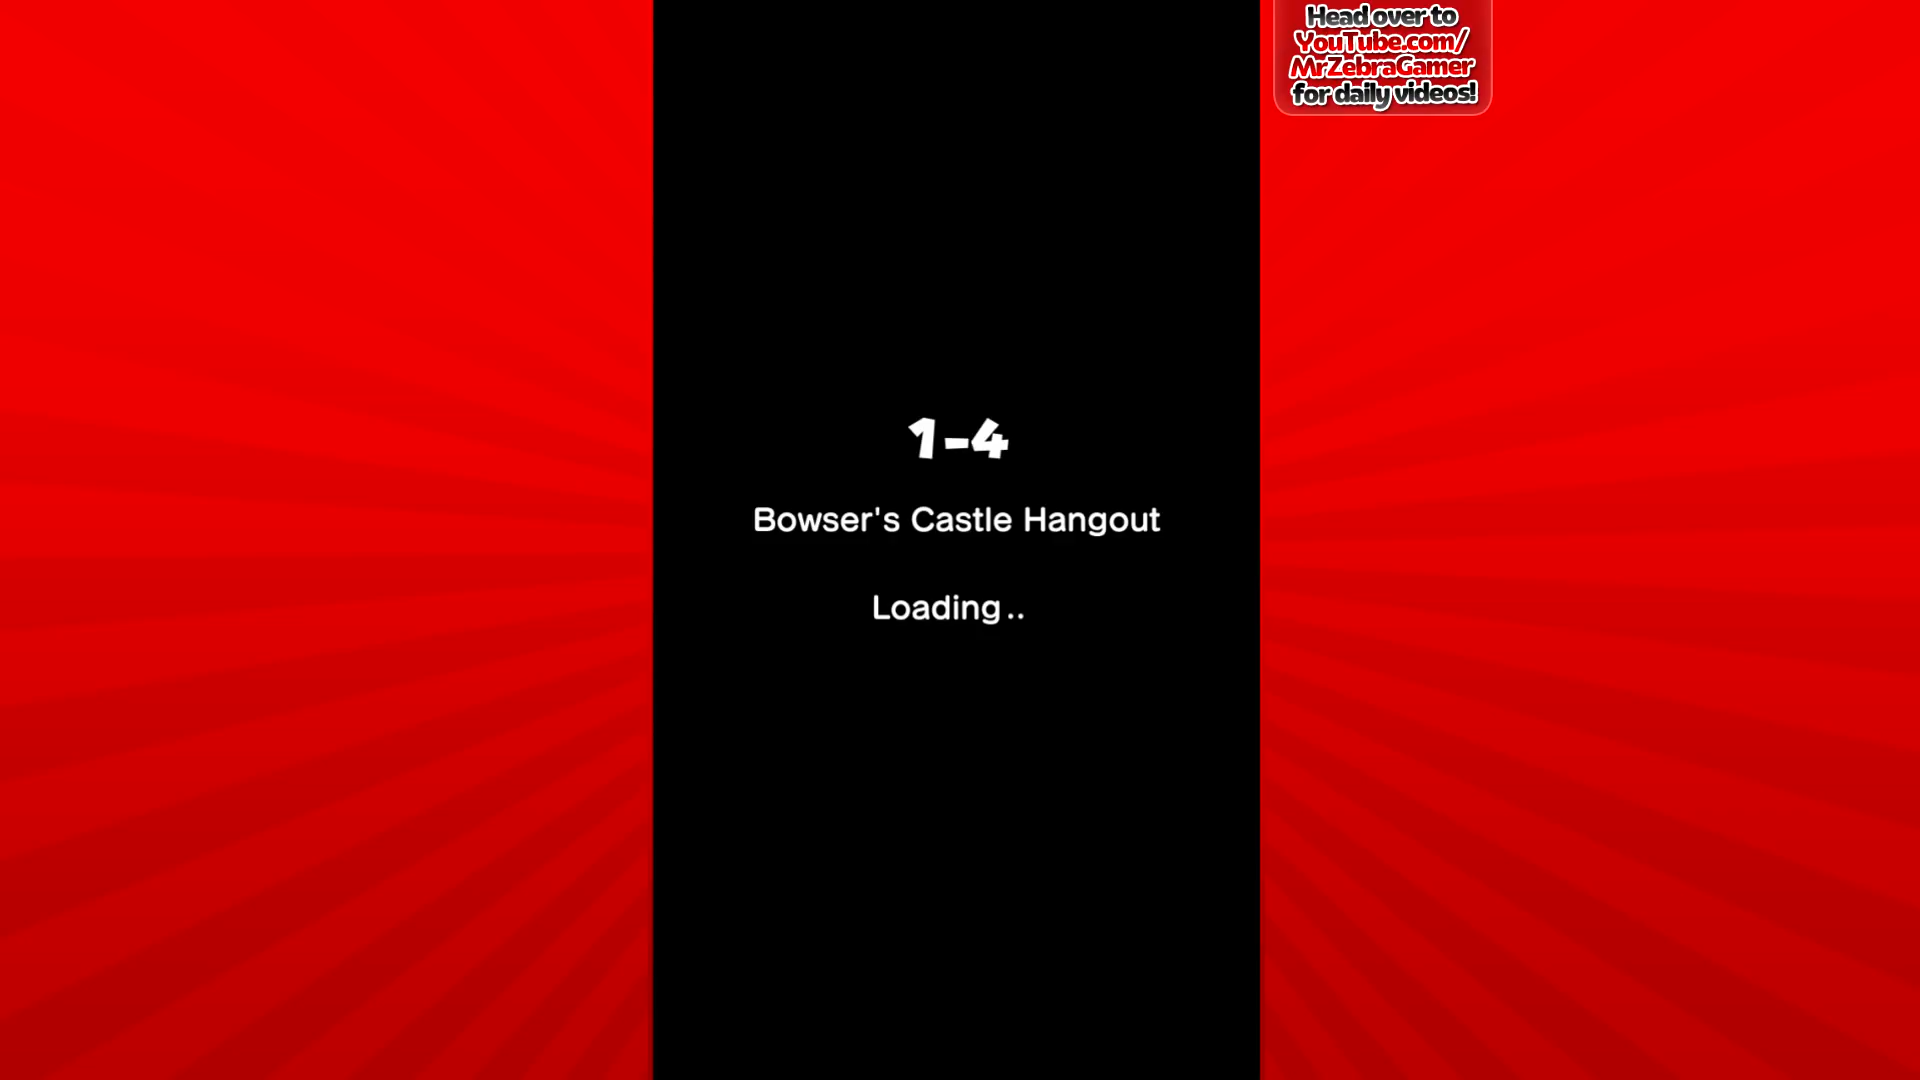 Head over to
YouTube.com/
MrZebraGamer
for daily videos!
1-4
Bowser's Castle Hangout
Loading..